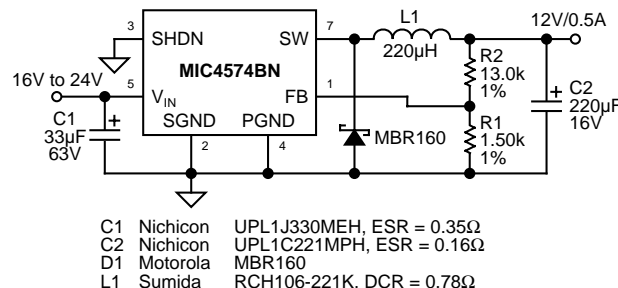 3
SHDN
SW
7
L1
220µH
12V/0.5A
MIC4574BN
R2
13.0k
1%
16V to 24V
5
VIN
FB
1
C2
220µF
16V
C1
33µF
63V
SGND
PGND
2
4
MBR160
R1
1.50k
1%
C1 Nichicon UPL1J330MEH, ESR = 0.35Ω
C2 Nichicon UPL1C221MPH, ESR = 0.16Ω
D1 Motorola MBR160
L1 Sumida RCH106-221K, DCR = 0.78Ω